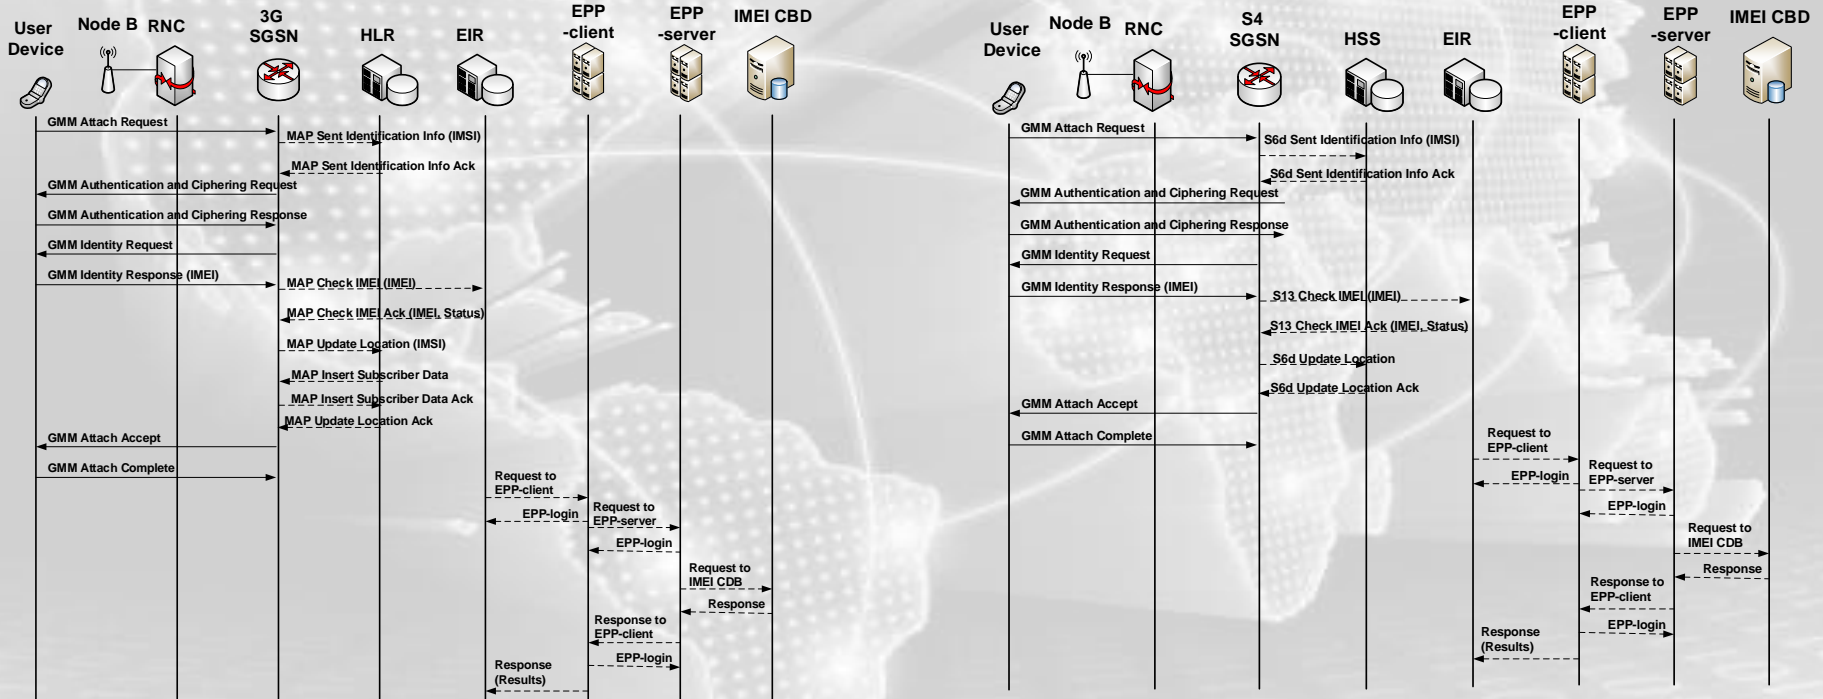 User
Device
Node B
RNC
3G
SGSN
HLR
EIR
EPP
-client
EPP
-server
IMEI CBD
GMM Attach Request
MAP Sent Identification Info (IMSI)
MAP Sent Identification Info Ack
GMM Authentication and Ciphering Request
GMM Authentication and Ciphering Response
GMM Identity Request
GMM Identity Response (IMEI)
MAP Check IMEI (IMEI)
MAP Check IMEI Ack (IMEI, Status)
MAP Update Location (IMSI)
MAP Insert Subscriber Data
MAP Insert Subscriber Data Ack
MAP Update Location Ack
GMM Attach Accept
GMM Attach Complete
Request to
EPP-client
EPP-login
Request to
EPP-server
EPP-login
Request to
IMEI CDB
Response
Response to
EPP-client
EPP-login
Response
(Results)
User
Device
Node B
RNC
S4
SGSN
HSS
EIR
EPP
-client
EPP
-server
IMEI CBD
GMM Attach Request
S6d Sent Identification Info (IMSI)
S6d Sent Identification Info Ack
GMM Authentication and Ciphering Request
GMM Authentication and Ciphering Response
GMM Identity Request
GMM Identity Response (IMEI)
S13 Check IMEI (IMEI)
S13 Check IMEI Ack (IMEI, Status)
S6d Update Location
S6d Update Location Ack
GMM Attach Accept
GMM Attach Complete
Request to
EPP-client
EPP-login
Request to
EPP-server
EPP-login
Request to
IMEI CDB
Response
Response to
EPP-client
EPP-login
Response
(Results)